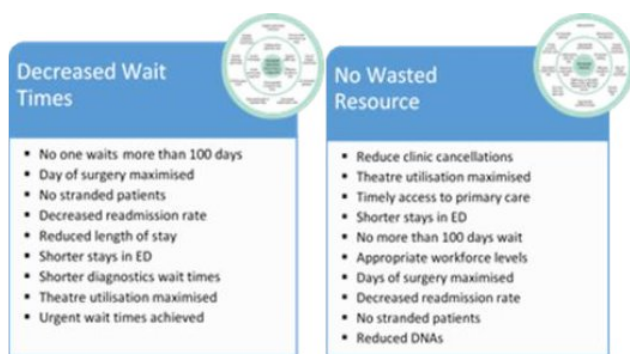 Decreased Wait
Times
• No one waits more than 100 days
• Day of surgery maximised
• No stranded patients
• Decreased readmission rate
• Reduced length of stay
• Shorter stays in ED
• Shorter diagnostics wait times
• Theatre utilisation maximised
• Urgent wait times achieved
No Wasted
Resource
• Reduce clinic cancellations
• Theatre utilisation maximised
• Timely access to primary care
• Shorter stays in ED
• No more than 100 days wait
• Appropriate workforce levels
• Days of surgery maximised
• Decreased readmission rate
• No stranded patients
• Reduced DNAs